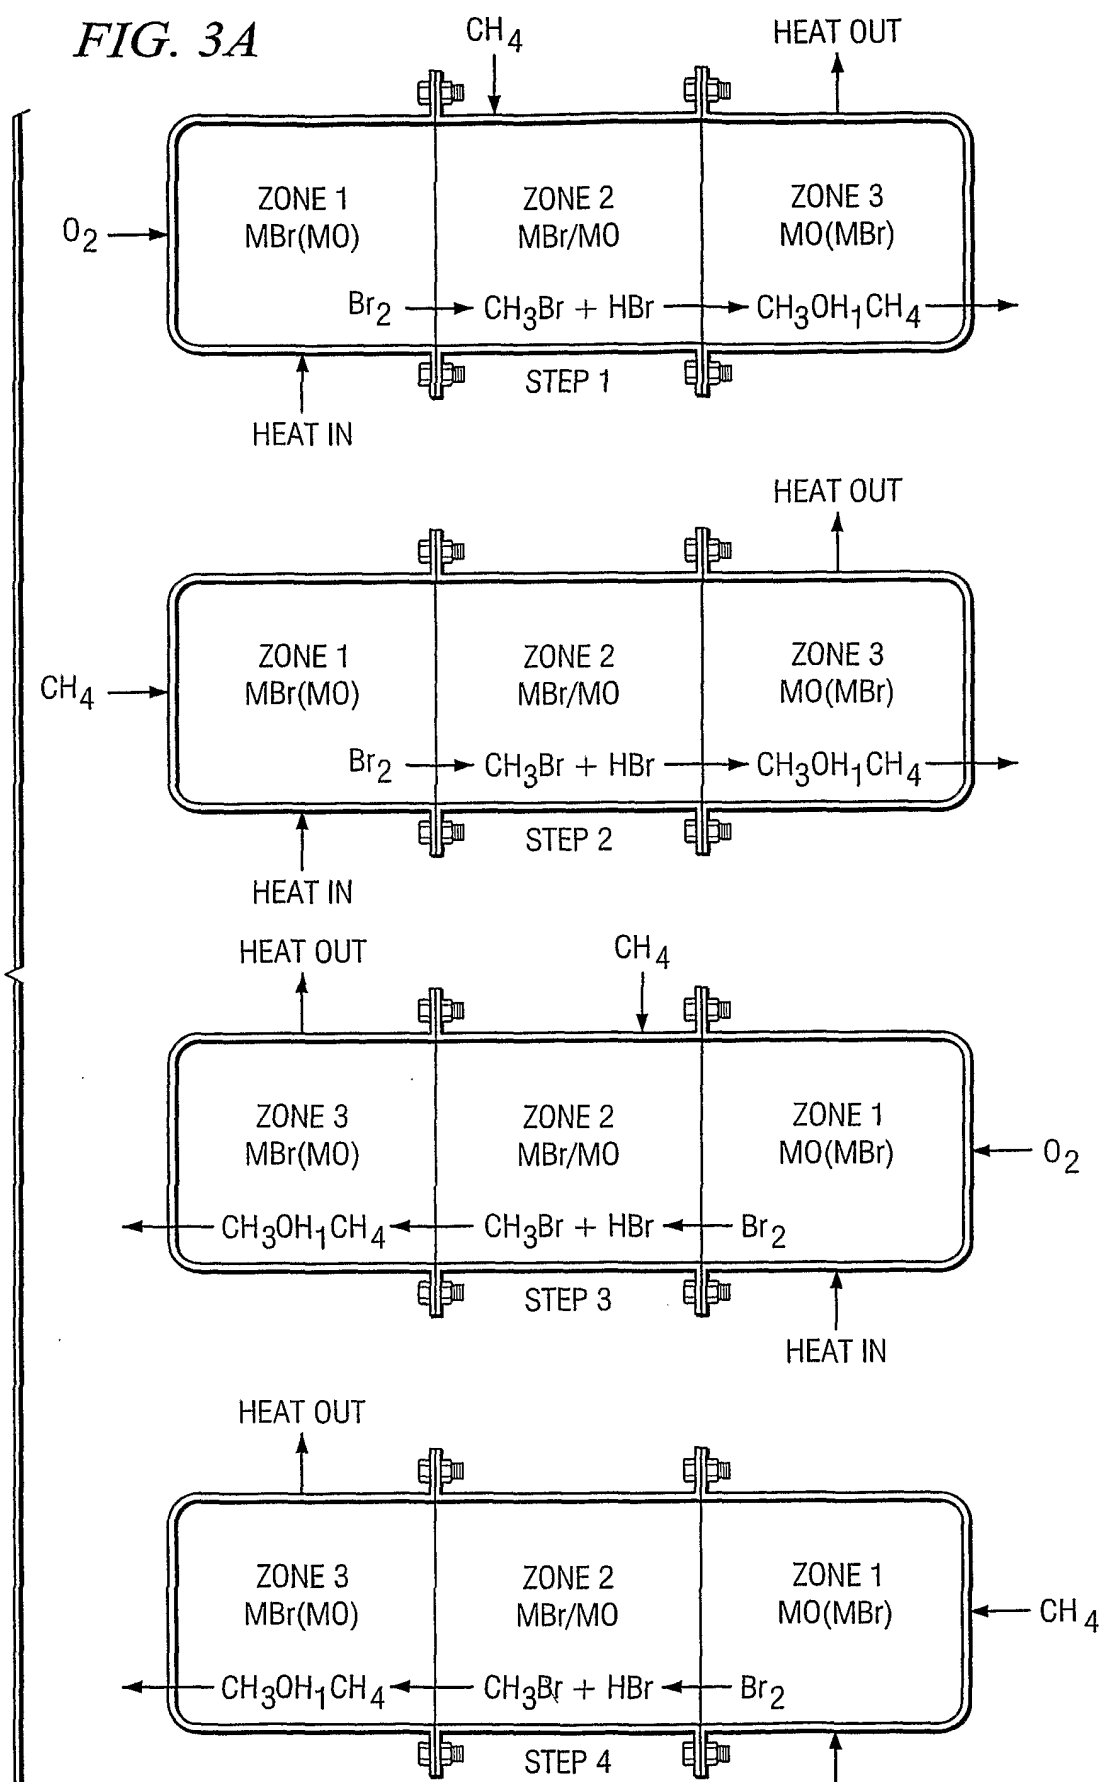 FIG. 3A
CH4
HEAT OUT
ZONE 1
MBr(MO)
ZONE 2
MBr/MO
ZONE 3
MO(MBr)
O2
Br2
CH3Br + HBr
CH3OH1CH4
STEP 1
HEAT IN
HEAT OUT
ZONE 1
MBr(MO)
ZONE 2
MBr/MO
ZONE 3
MO(MBr)
CH4
Br2
CH3Br + HBr
CH3OH1CH4
STEP 2
HEAT IN
HEAT OUT
CH4
ZONE 3
MBr(MO)
ZONE 2
MBr/MO
ZONE 1
MO(MBr)
O2
CH3OH1CH4
CH3Br + HBr
Br2
STEP 3
HEAT IN
HEAT OUT
ZONE 3
MBr(MO)
ZONE 2
MBr/MO
ZONE 1
MO(MBr)
CH4
CH3OH1CH4
CH3Br + HBr
Br2
STEP 4